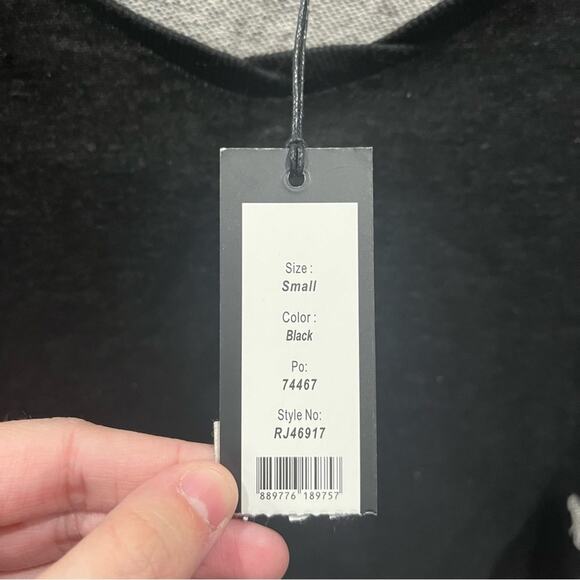 Size :
Small
Color :
Black
Po:
74467
Style No:
RJ46917
889776 189757